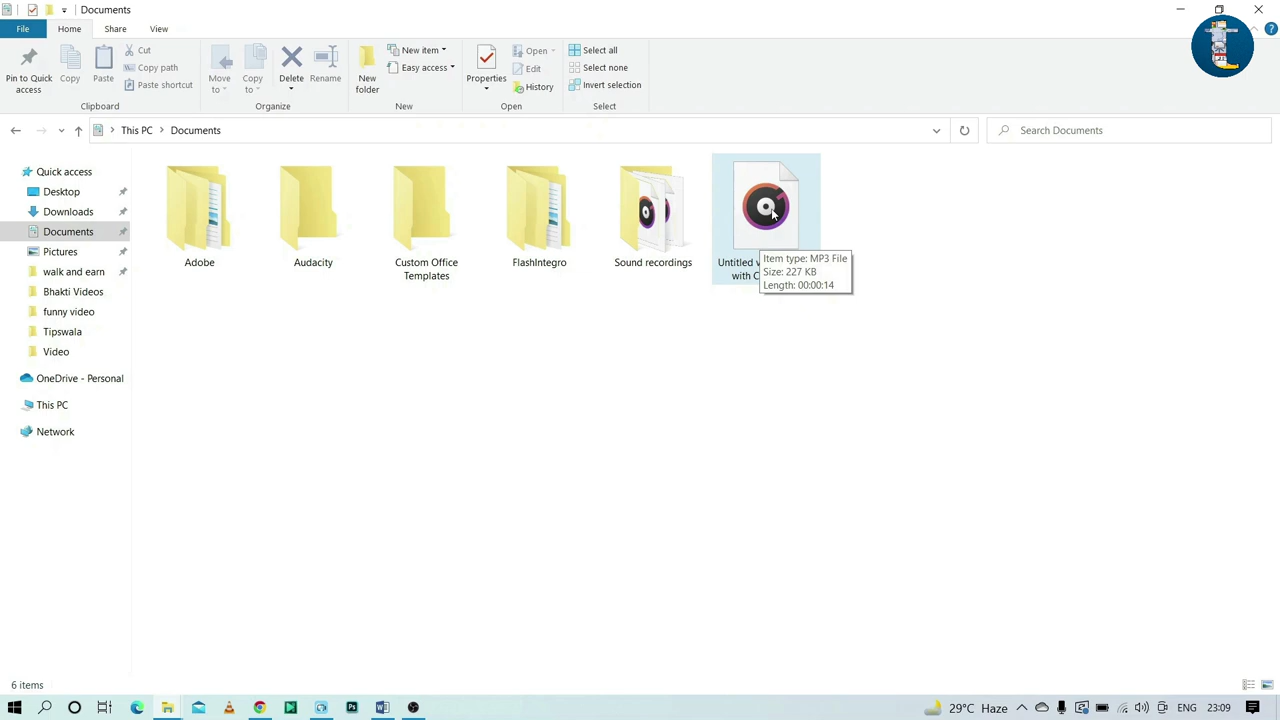 Documents
File Home Share View
Pin to Quick access
Copy
Paste
Cut
Copy path
Paste shortcut
Clipboard
Move to
Copy to
Delete
Rename
Organize
New folder
New item
Easy access
New
Properties
Open
Edit
History
Open
Select all
Select none
Invert selection
Select
This PC > Documents
Search Documents
Quick access
Desktop
Downloads
Documents
Pictures
walk and earn
Bhakti Videos
funny video
Tipswala
Video
OneDrive - Personal
This PC
Network
Adobe
Audacity
Custom Office
Templates
FlashIntegro
Sound recordings
Untitled
with
Item type: MP3 File
Size: 227 KB
Length: 00:00:14
6 items
29°C Haze ENG 23:09